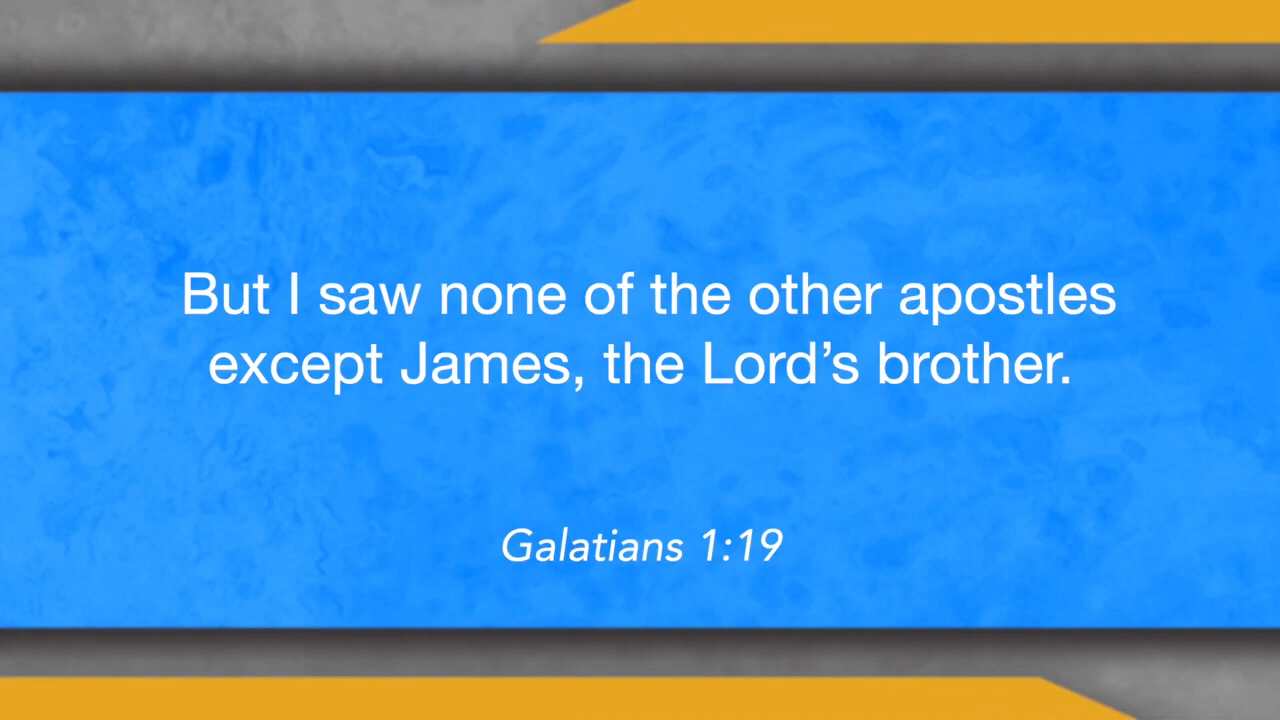 But I saw none of the other apostles
except James, the Lord’s brother.
Galatians 1:19